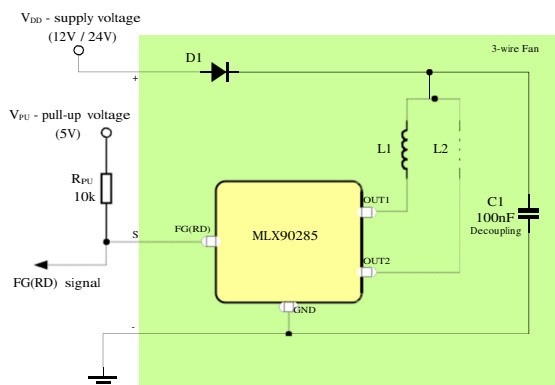 V_DD - supply voltage
(12V / 24V)
3-wire Fan
D1
+
V_PU - pull-up voltage
(5V)
L1
L2
R_PU
10k
OUT1
C1
100nF
Decoupling
S
FG(RD)
MLX90285
OUT2
FG(RD) signal
GND
-